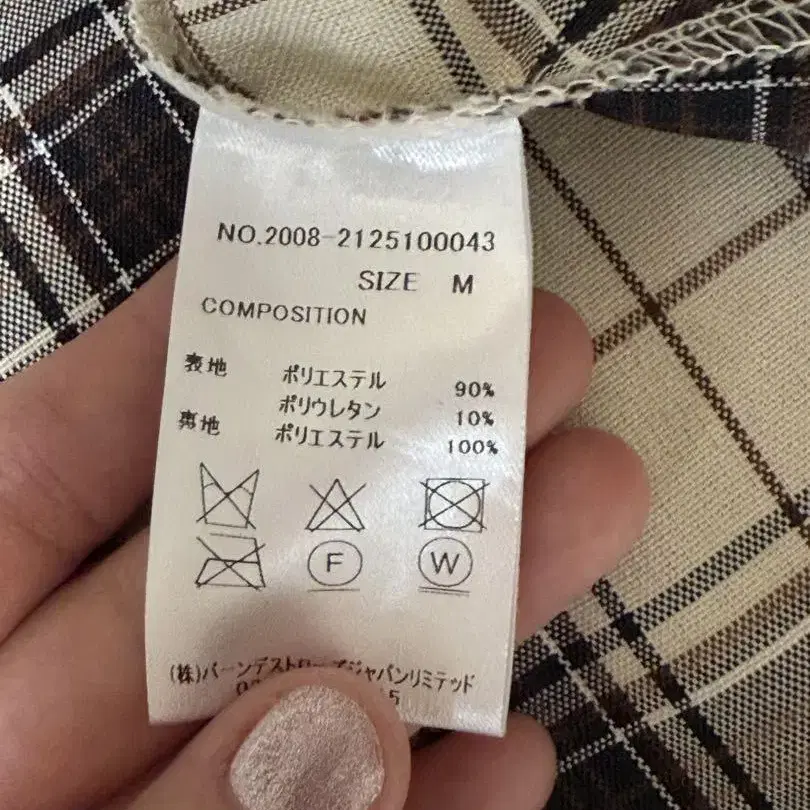 NO.2008-2125100043
SIZE M
COMPOSITION
表地 ポリエステル 90%
ポリウレタン 10%
裏地 ポリエステル 100%
F W
(株)バーンデストローズジャパンリミテッド